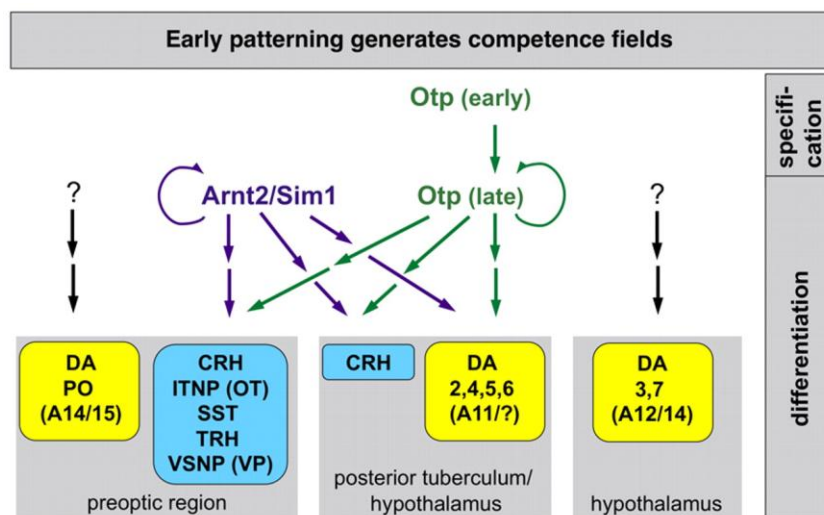 Early patterning generates competence fields
Otp (early)
specifi-
cation
?
Arnt2/Sim1
Otp (late)
?
differentiation
DA
PO
(A14/15)
CRH
ITNP (OT)
SST
TRH
VSNP (VP)
preoptic region
CRH
DA
2,4,5,6
(A11/?)
posterior tuberculum/
hypothalamus
DA
3,7
(A12/14)
hypothalamus